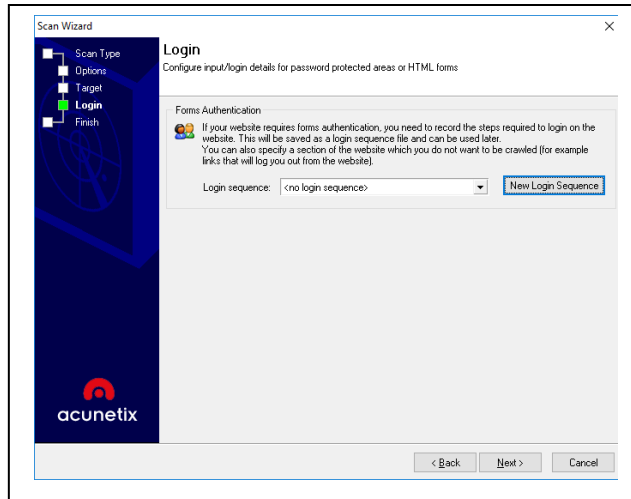 Scan Wizard
Scan Type
Options
Target
Login
Finish
acunetix
Login
Configure input/login details for password protected areas or HTML forms
Forms Authentication
If your website requires forms authentication, you need to record the steps required to login on the
website. This will be saved as a login sequence file and can be used later.
You can also specify a section of the website which you do not want to be crawled (for example
links that will log you out from the website).
Login sequence: <no login sequence> New Login Sequence
< Back Next > Cancel